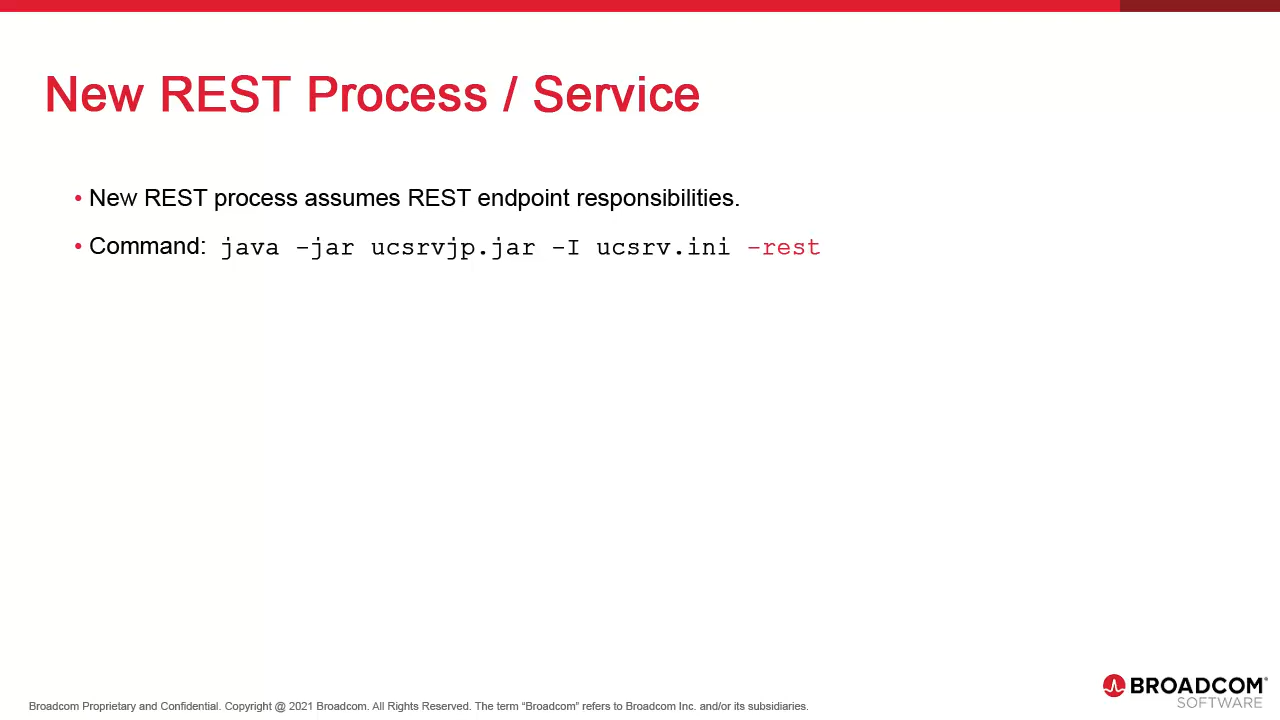 New REST Process / Service
• New REST process assumes REST endpoint responsibilities.
• Command: java -jar ucsrvjp.jar -I ucsrv.ini -rest
BROADCOM®
SOFTWARE
Broadcom Proprietary and Confidential. Copyright @ 2021 Broadcom. All Rights Reserved. The term “Broadcom” refers to Broadcom Inc. and/or its subsidiaries.